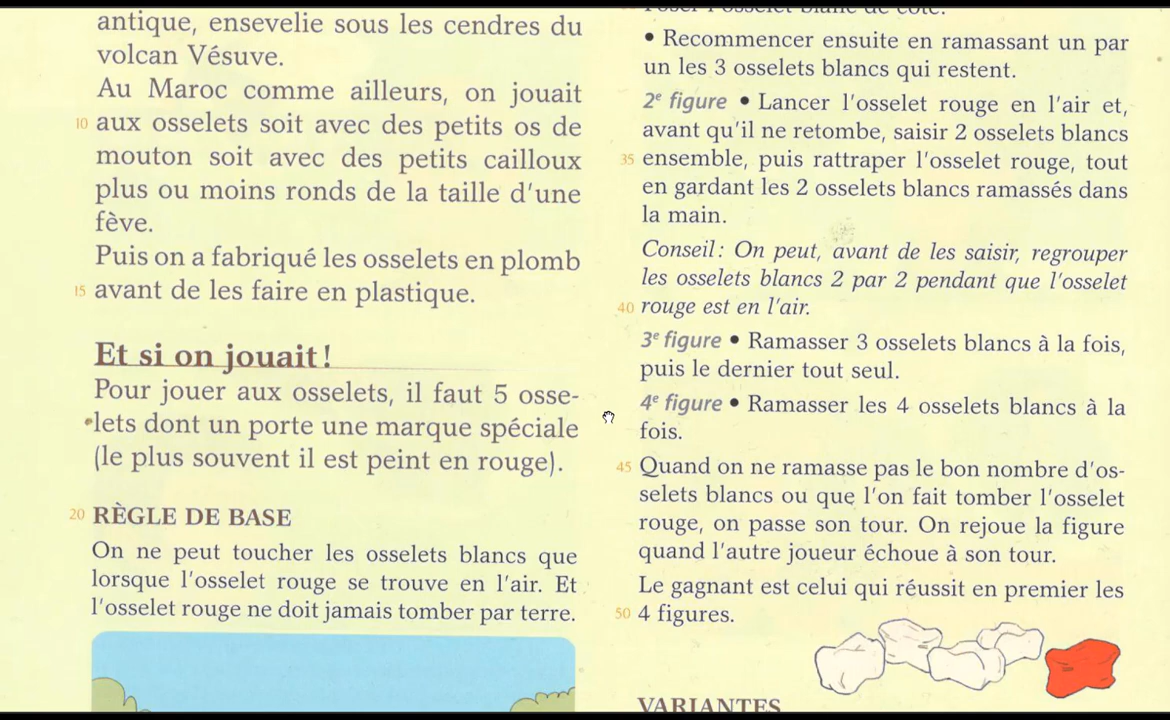 antique, ensevelie sous les cendres du
volcan Vésuve.
Au Maroc comme ailleurs, on jouait
10 aux osselets soit avec des petits os de
mouton soit avec des petits cailloux
plus ou moins ronds de la taille d'une
fève.
Puis on a fabriqué les osselets en plomb
15 avant de les faire en plastique.
Et si on jouait !
Pour jouer aux osselets, il faut 5 osse-
lets dont un porte une marque spéciale
(le plus souvent il est peint en rouge).
20 RÈGLE DE BASE
On ne peut toucher les osselets blancs que
lorsque l'osselet rouge se trouve en l'air. Et
l'osselet rouge ne doit jamais tomber par terre.
Poser l'osselet blanc de côté.
• Recommencer ensuite en ramassant un par
un les 3 osselets blancs qui restent.
2e figure • Lancer l'osselet rouge en l'air et,
avant qu'il ne retombe, saisir 2 osselets blancs
35 ensemble, puis rattraper l'osselet rouge, tout
en gardant les 2 osselets blancs ramassés dans
la main.
Conseil : On peut, avant de les saisir, regrouper
les osselets blancs 2 par 2 pendant que l'osselet
40 rouge est en l'air.
3e figure • Ramasser 3 osselets blancs à la fois,
puis le dernier tout seul.
4e figure • Ramasser les 4 osselets blancs à la
fois.
45 Quand on ne ramasse pas le bon nombre d'os-
selets blancs ou que l'on fait tomber l'osselet
rouge, on passe son tour. On rejoue la figure
quand l'autre joueur échoue à son tour.
Le gagnant est celui qui réussit en premier les
50 4 figures.
VARIANTES